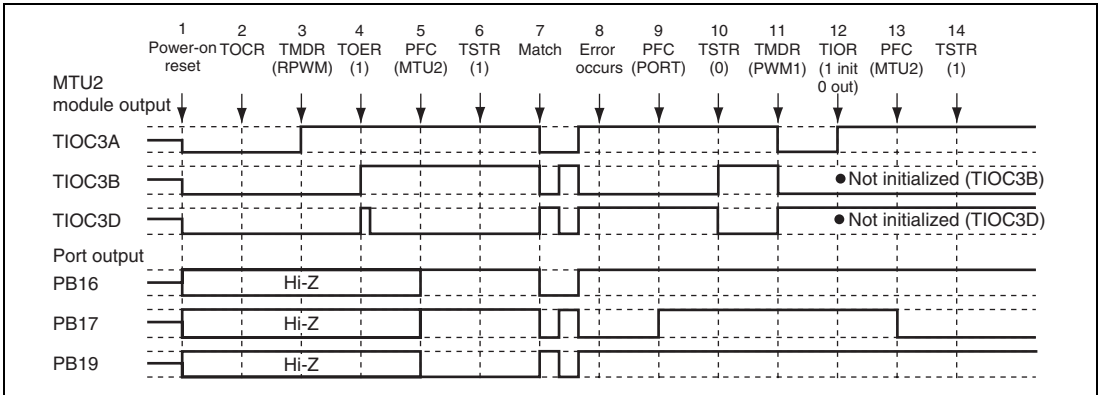 1 2 3 4 5 6 7 8 9 10 11 12 13 14
Power-on TOCR TMDR TOER PFC TSTR Match Error PFC TSTR TMDR TIOR PFC TSTR
reset (RPWM) (1) (MTU2) (1) occurs (PORT) (0) (PWM1) (1 init (MTU2) (1)
0 out)
MTU2
module output
TIOC3A
TIOC3B
● Not initialized (TIOC3B)
TIOC3D
● Not initialized (TIOC3D)
Port output
PB16
Hi-Z
PB17
Hi-Z
PB19
Hi-Z